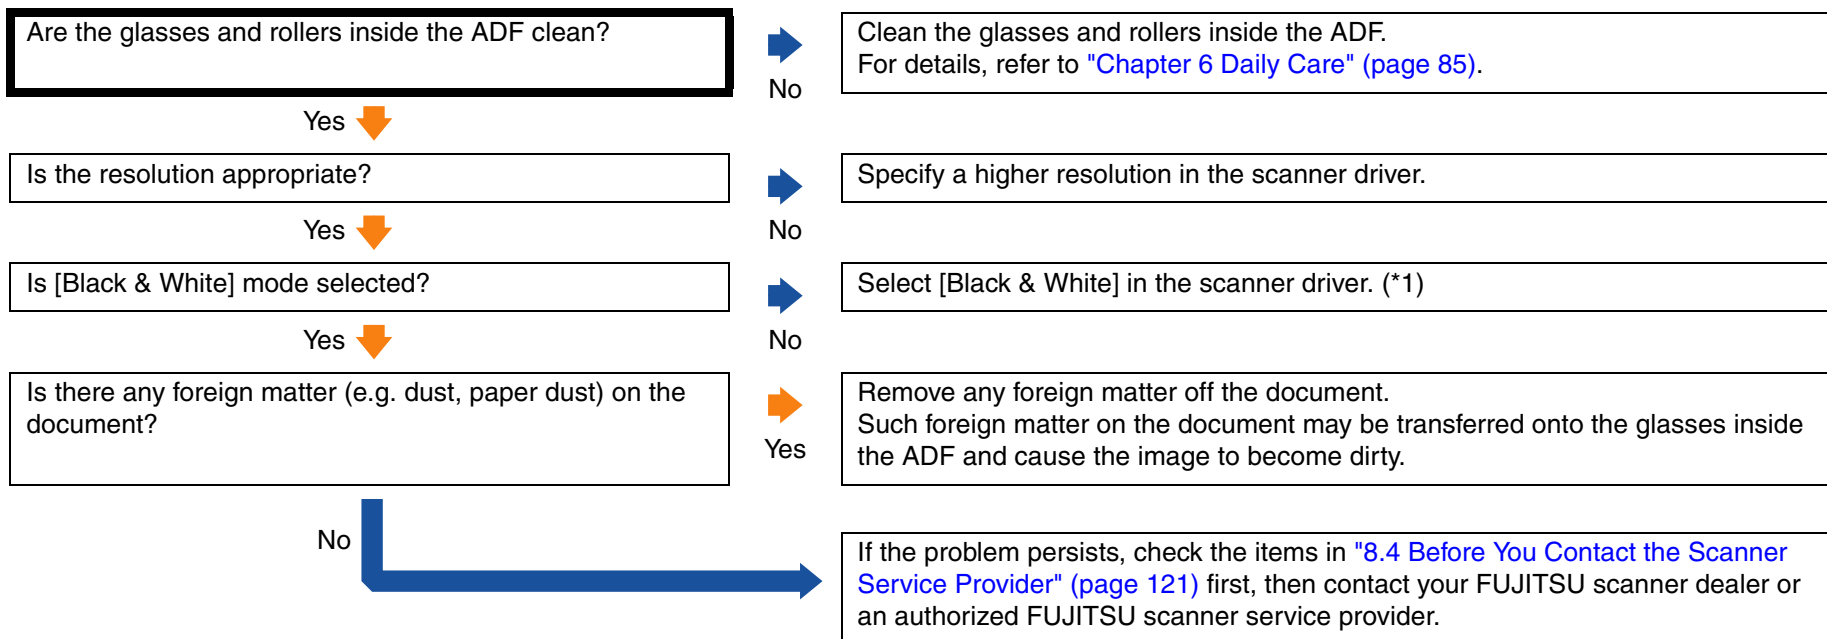 Are the glasses and rollers inside the ADF clean?
No
Clean the glasses and rollers inside the ADF.
For details, refer to "Chapter 6 Daily Care" (page 85).
Yes
Is the resolution appropriate?
No
Specify a higher resolution in the scanner driver.
Yes
Is [Black & White] mode selected?
No
Select [Black & White] in the scanner driver. (*1)
Yes
Is there any foreign matter (e.g. dust, paper dust) on the
document?
Yes
Remove any foreign matter off the document.
Such foreign matter on the document may be transferred onto the glasses inside
the ADF and cause the image to become dirty.
No
If the problem persists, check the items in "8.4 Before You Contact the Scanner
Service Provider" (page 121) first, then contact your FUJITSU scanner dealer or
an authorized FUJITSU scanner service provider.